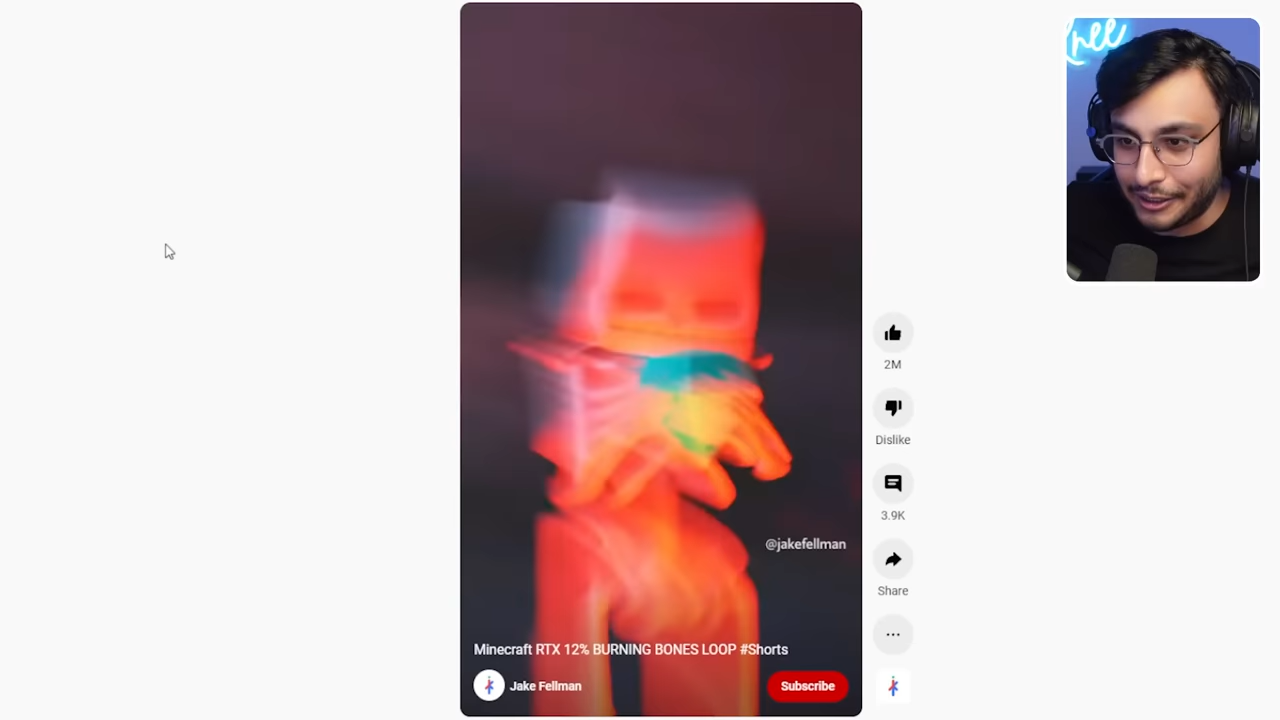 @jakefellman
Minecraft RTX 12% BURNING BONES LOOP #Shorts
Jake Fellman
Subscribe
2M
Dislike
3.9K
Share